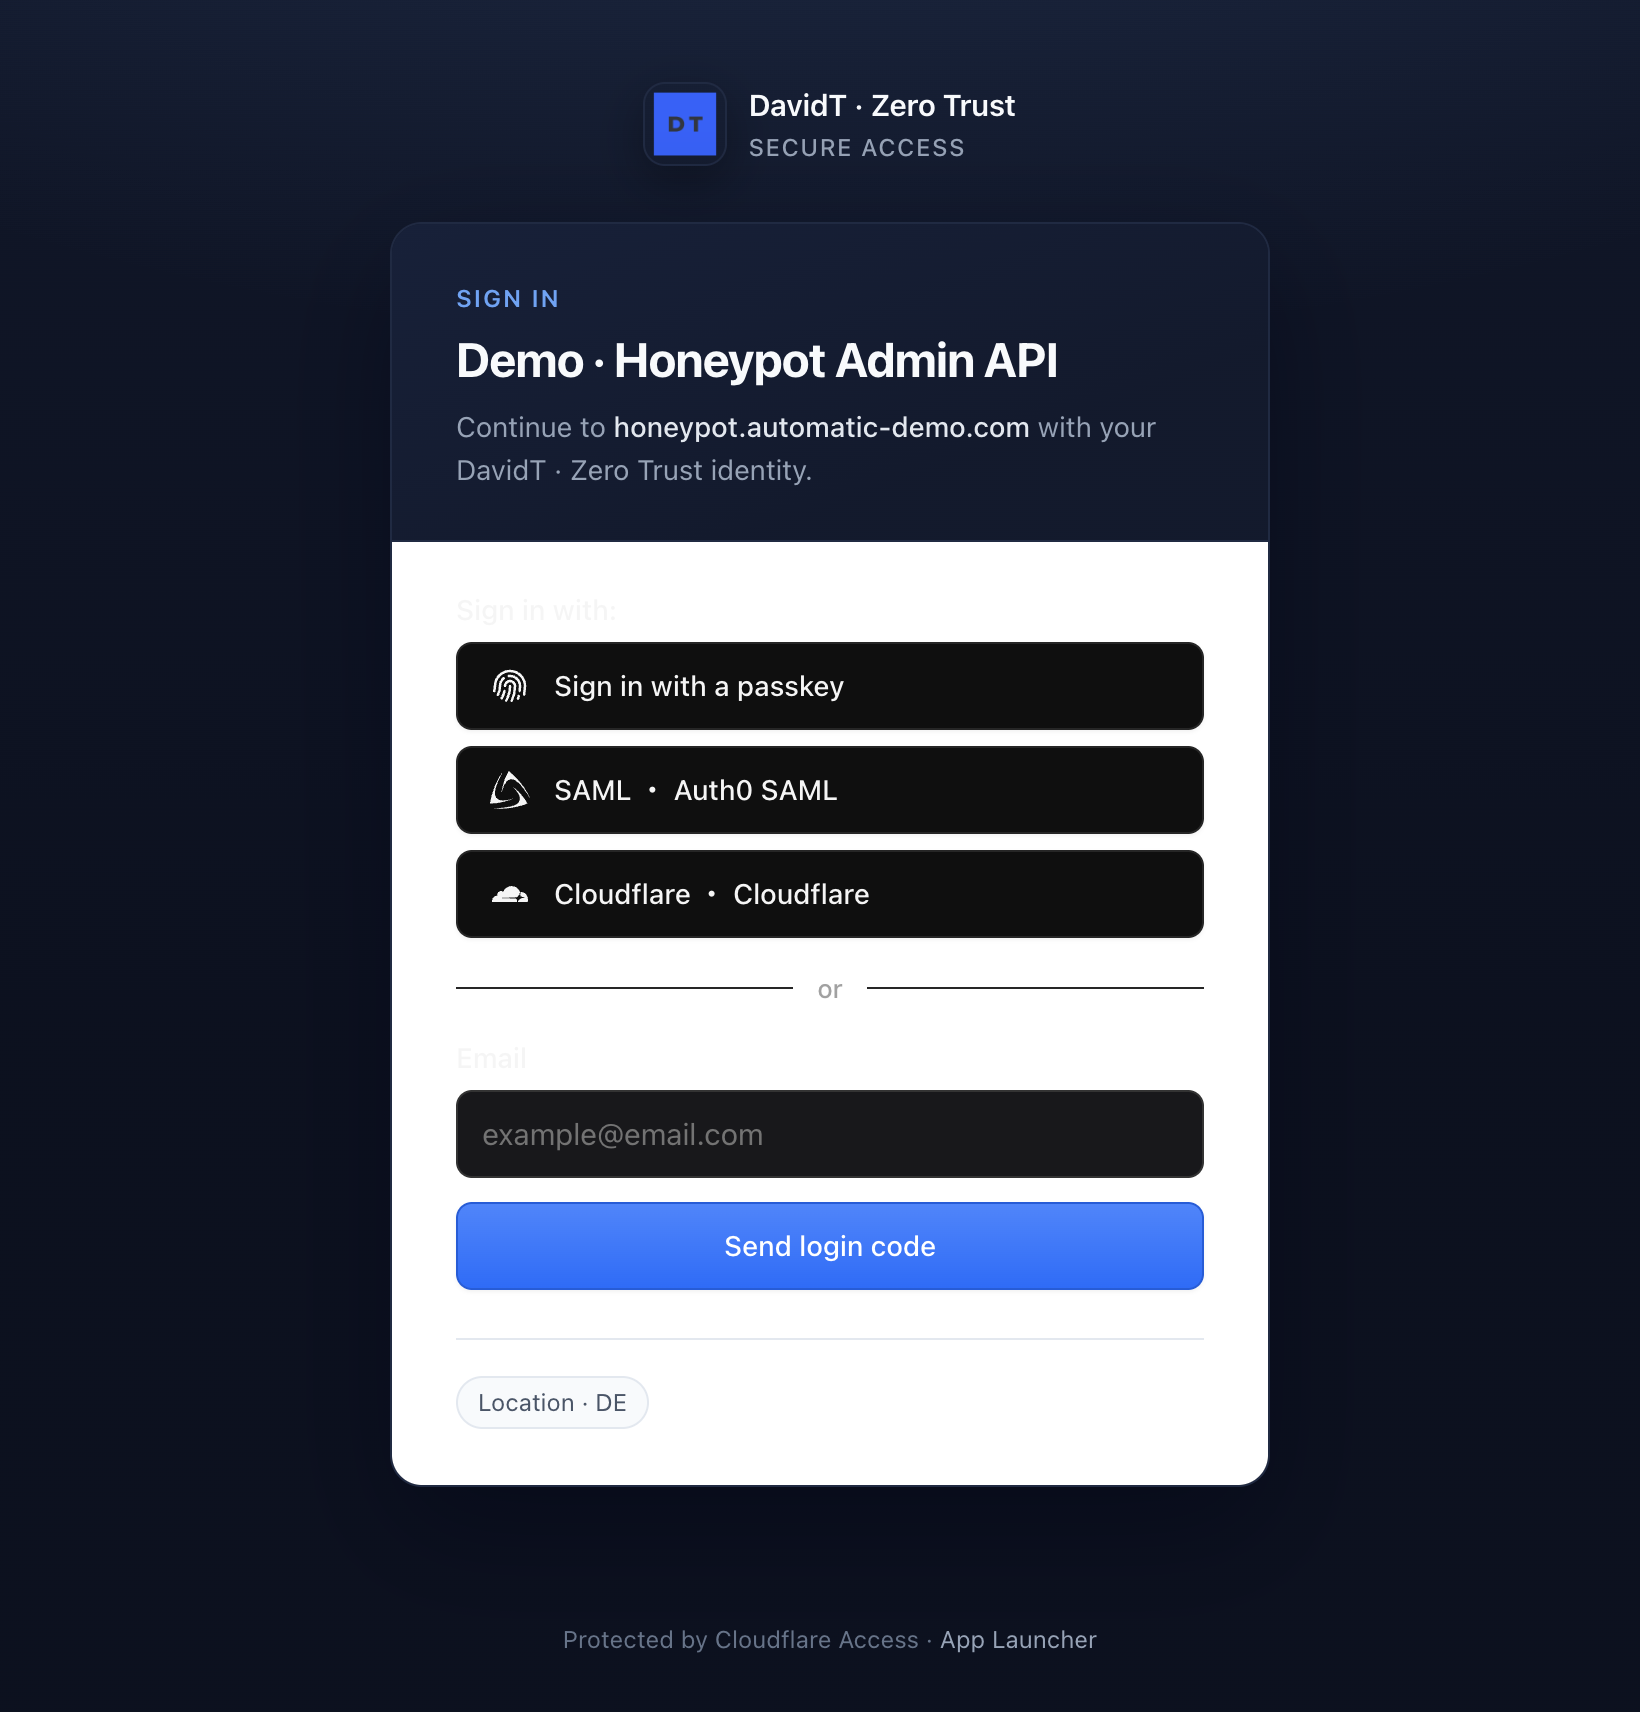 DT
DavidT · Zero Trust
SECURE ACCESS
SIGN IN
Demo · Honeypot Admin API
Continue to honeypot.automatic-demo.com with your
DavidT · Zero Trust identity.
Sign in with:
Sign in with a passkey
SAML • Auth0 SAML
Cloudflare • Cloudflare
or
Email
example@email.com
Send login code
Location · DE
Protected by Cloudflare Access · App Launcher